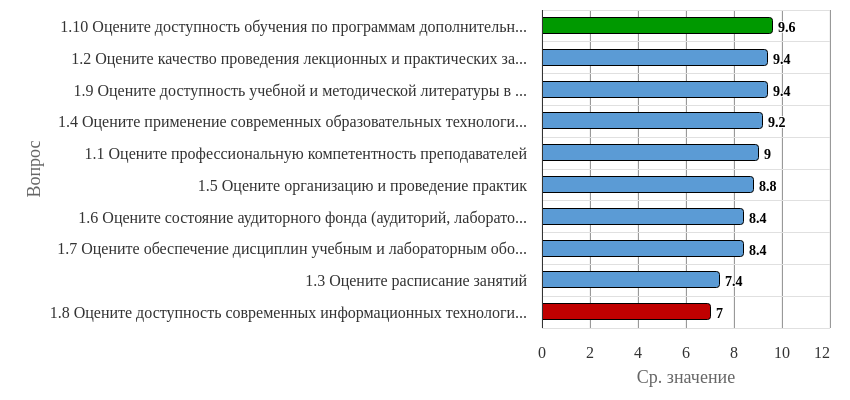 1.10 Оцените доступность обучения по программам дополнительн... 9.6
1.2 Оцените качество проведения лекционных и практических за... 9.4
1.9 Оцените доступность учебной и методической литературы в ... 9.4
1.4 Оцените применение современных образовательных технологи... 9.2
1.1 Оцените профессиональную компетентность преподавателей 9
1.5 Оцените организацию и проведение практик 8.8
1.6 Оцените состояние аудиторного фонда (аудиторий, лаборато... 8.4
1.7 Оцените обеспечение дисциплин учебным и лабораторным обо... 8.4
1.3 Оцените расписание занятий 7.4
1.8 Оцените доступность современных информационных технологи... 7
Вопрос
0 2 4 6 8 10 12
Ср. значение